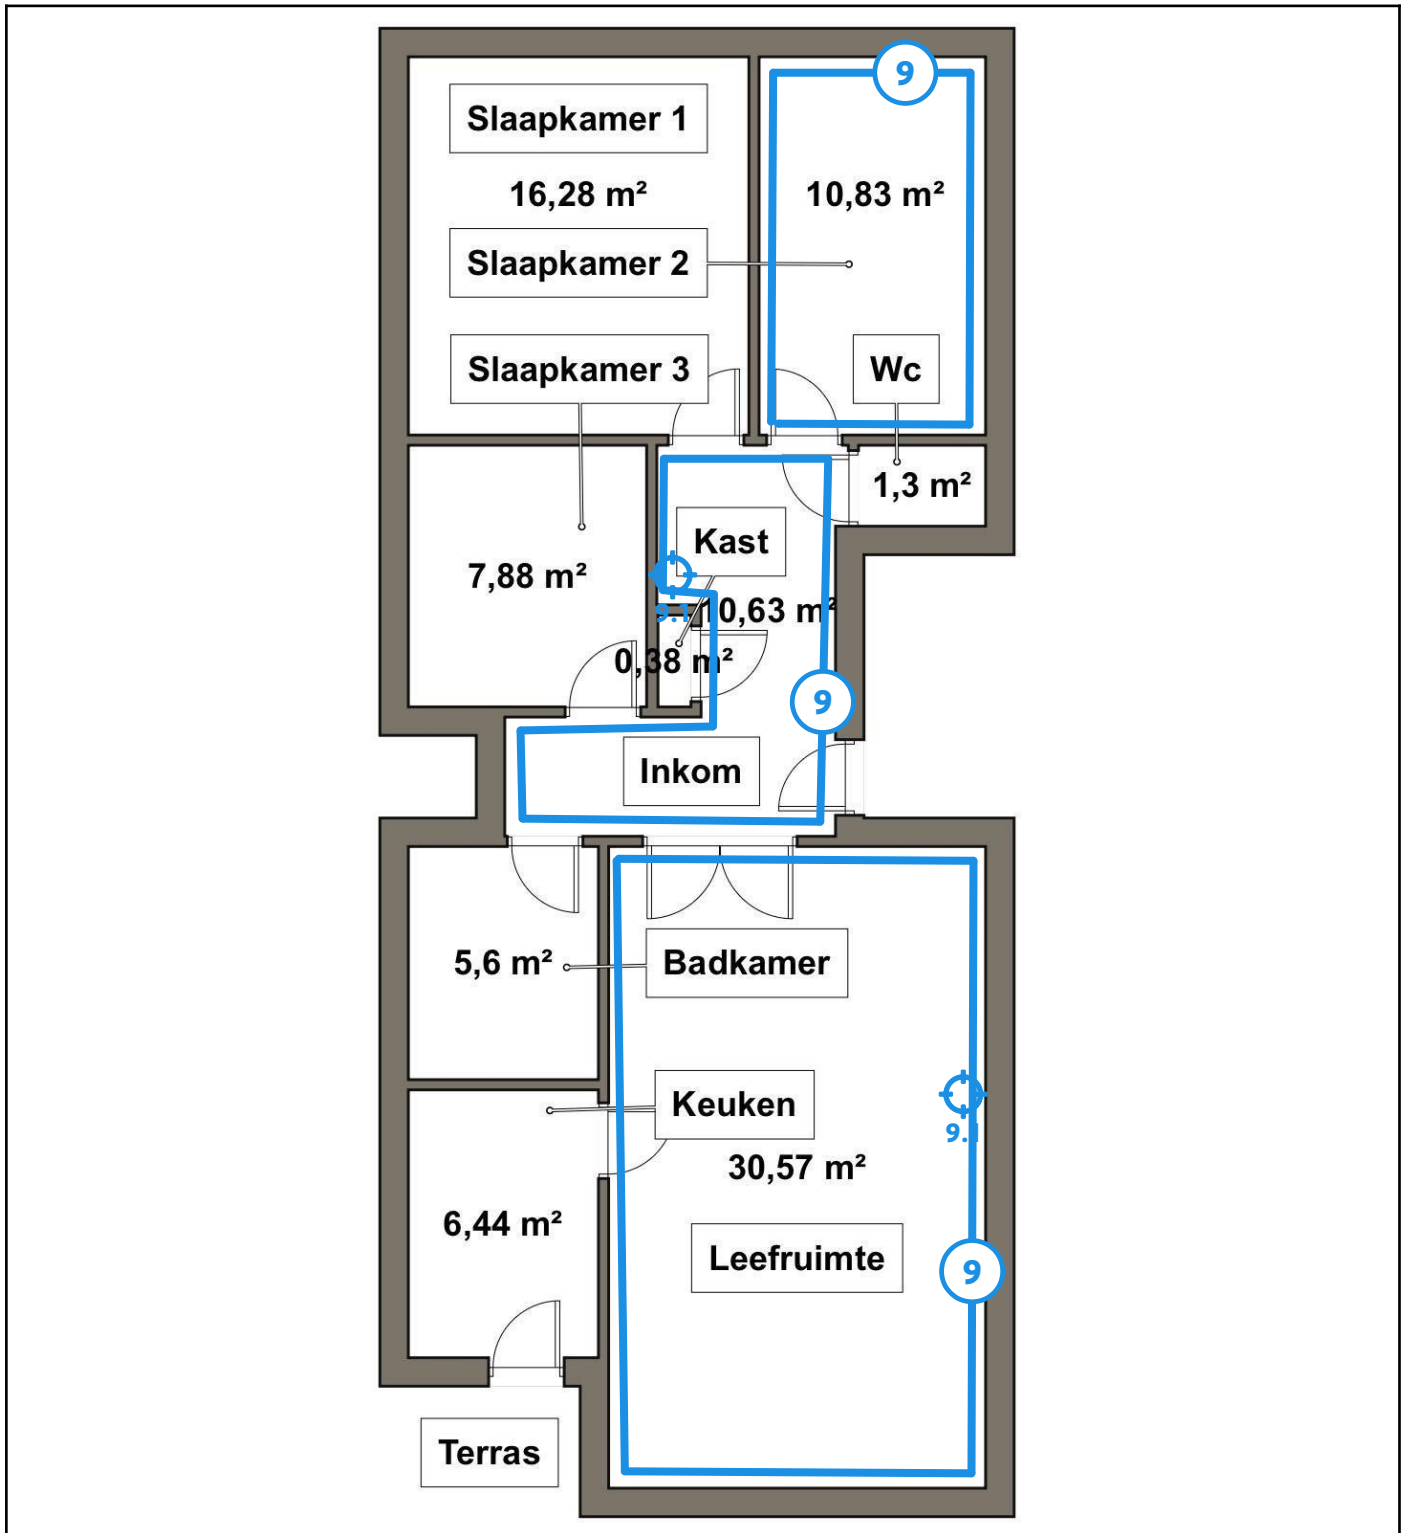 9
Slaapkamer 1
16,28 m²
10,83 m²
Slaapkamer 2
Slaapkamer 3
Wc
1,3 m²
Kast
7,88 m²
9.1
10,63 m²
0,38 m²
9
Inkom
5,6 m²
Badkamer
Keuken
9.1
30,57 m²
6,44 m²
Leefruimte
9
Terras